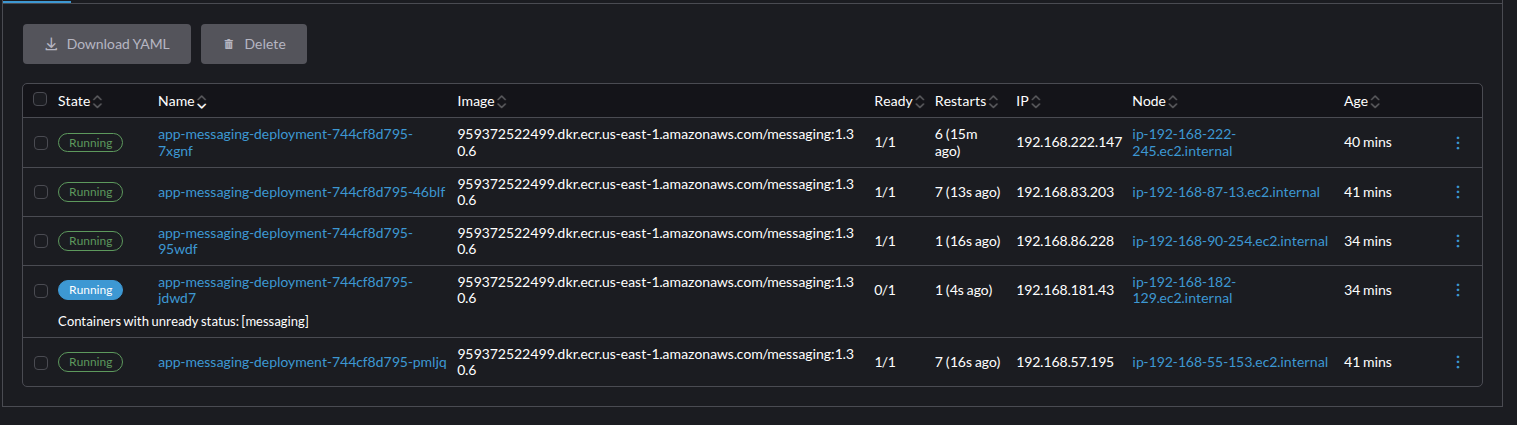 Download YAML Delete
State Name Image Ready Restarts IP Node Age
app-messaging-deployment-744cf8d795- 959372522499.dkr.ecr.us-east-1.amazonaws.com/messaging:1.3 6 (15m ip-192-168-222-
Running 1/1 192.168.222.147 40 mins
7xgnf 0.6 ago) 245.ec2.internal
959372522499.dkr.ecr.us-east-1.amazonaws.com/messaging:1.3
Running app-messaging-deployment-744cf8d795-46blf 1/1 7 (13s ago) 192.168.83.203 ip-192-168-87-13.ec2.internal 41 mins
0.6
app-messaging-deployment-744cf8d795- 959372522499.dkr.ecr.us-east-1.amazonaws.com/messaging:1.3
Running 1/1 1 (16s ago) 192.168.86.228 ip-192-168-90-254.ec2.internal 34 mins
95wdf 0.6
app-messaging-deployment-744cf8d795- 959372522499.dkr.ecr.us-east-1.amazonaws.com/messaging:1.3 ip-192-168-182-
Running 0/1 1 (4s ago) 192.168.181.43 34 mins
jdwd7 0.6 129.ec2.internal
Containers with unready status: [messaging]
959372522499.dkr.ecr.us-east-1.amazonaws.com/messaging:1.3
Running app-messaging-deployment-744cf8d795-pmljq 1/1 7 (16s ago) 192.168.57.195 ip-192-168-55-153.ec2.internal 41 mins
0.6